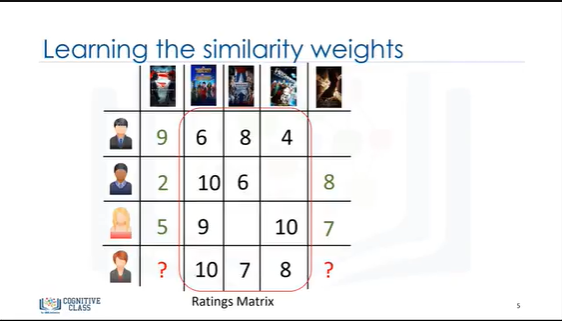 Learning the similarity weights
9 6 8 4
2 10 6 8
5 9 10 7
? 10 7 8 ?
Ratings Matrix
COGNITIVE
CLASS
5